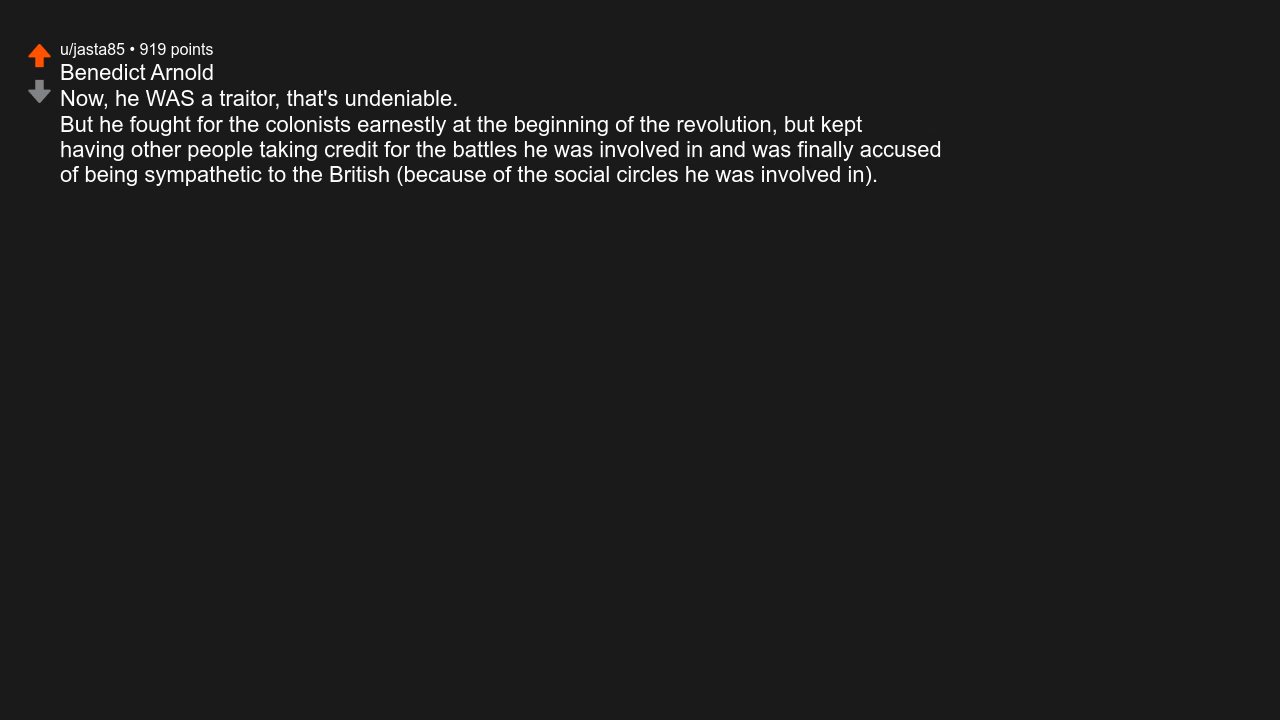 u/jasta85 • 919 points
Benedict Arnold
Now, he WAS a traitor, that's undeniable.
But he fought for the colonists earnestly at the beginning of the revolution, but kept
having other people taking credit for the battles he was involved in and was finally accused
of being sympathetic to the British (because of the social circles he was involved in).